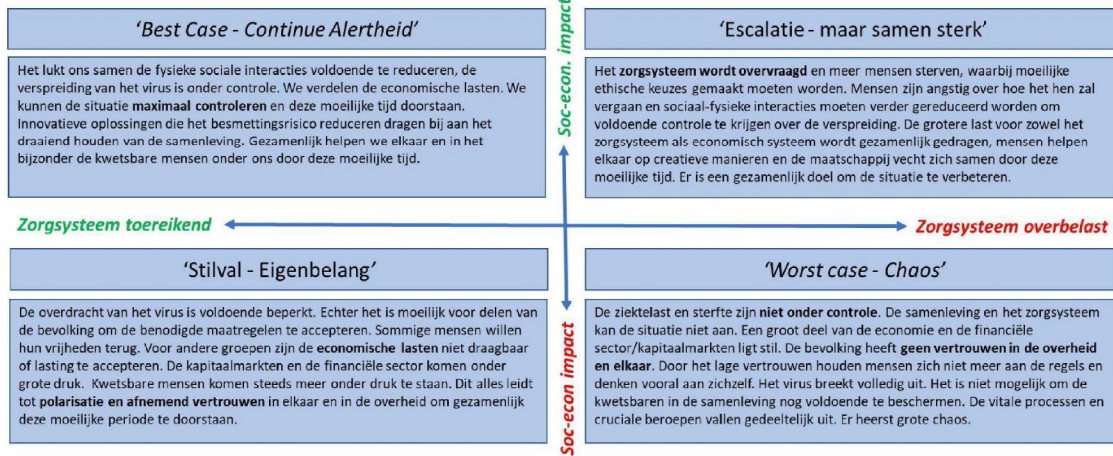 ‘Best Case - Continue Alertheid’
Het lukt ons samen de fysieke sociale interacties voldoende te reduceren, de
verspreiding van het virus is onder controle. We verdelen de economische lasten. We
kunnen de situatie maximaal controleren en deze moeilijke tijd doorstaan.
Innovatieve oplossingen die het besmettingsrisico reduceren dragen bij aan het
draaiend houden van de samenleving. Gezamenlijk helpen we elkaar en in het
bijzonder de kwetsbare mensen onder ons door deze moeilijke tijd.
Soc-econ. impact
‘Escalatie - maar samen sterk’
Het zorgsysteem wordt overvraagd en meer mensen sterven, waarbij moeilijke
ethische keuzes gemaakt moeten worden. Mensen zijn angstig over hoe het hen zal
vergaan en sociaal-fysieke interacties moeten verder gereduceerd worden om
voldoende controle te krijgen over de verspreiding. De grotere last voor zowel het
zorgsysteem als economisch systeem wordt gezamenlijk gedragen, mensen helpen
elkaar op creatieve manieren en de maatschappij vecht zich samen door deze
moeilijke tijd. Er is een gezamenlijk doel om de situatie te verbeteren.
Zorgsysteem toereikend
Zorgsysteem overbelast
‘Stilval - Eigenbelang’
De overdracht van het virus is voldoende beperkt. Echter het is moeilijk voor delen van
de bevolking om de benodigde maatregelen te accepteren. Sommige mensen willen
hun vrijheden terug. Voor andere groepen zijn de economische lasten niet draagbaar
of lasting te accepteren. De kapitaalmarkten en de financiële sector komen onder
grote druk. Kwetsbare mensen komen steeds meer onder druk te staan. Dit alles leidt
tot polarisatie en afnemend vertrouwen in elkaar en in de overheid om gezamenlijk
deze moeilijke periode te doorstaan.
Soc-econ impact
‘Worst case - Chaos’
De ziektelast en sterfte zijn niet onder controle. De samenleving en het zorgsysteem
kan de situatie niet aan. Een groot deel van de economie en de financiële
sector/kapitaalmarkten ligt stil. De bevolking heeft geen vertrouwen in de overheid
en elkaar. Door het lage vertrouwen houden mensen zich niet meer aan de regels en
denken vooral aan zichzelf. Het virus breekt volledig uit. Het is niet mogelijk om de
kwetsbaren in de samenleving nog voldoende te beschermen. De vitale processen en
cruciale beroepen vallen gedeeltelijk uit. Er heerst grote chaos.